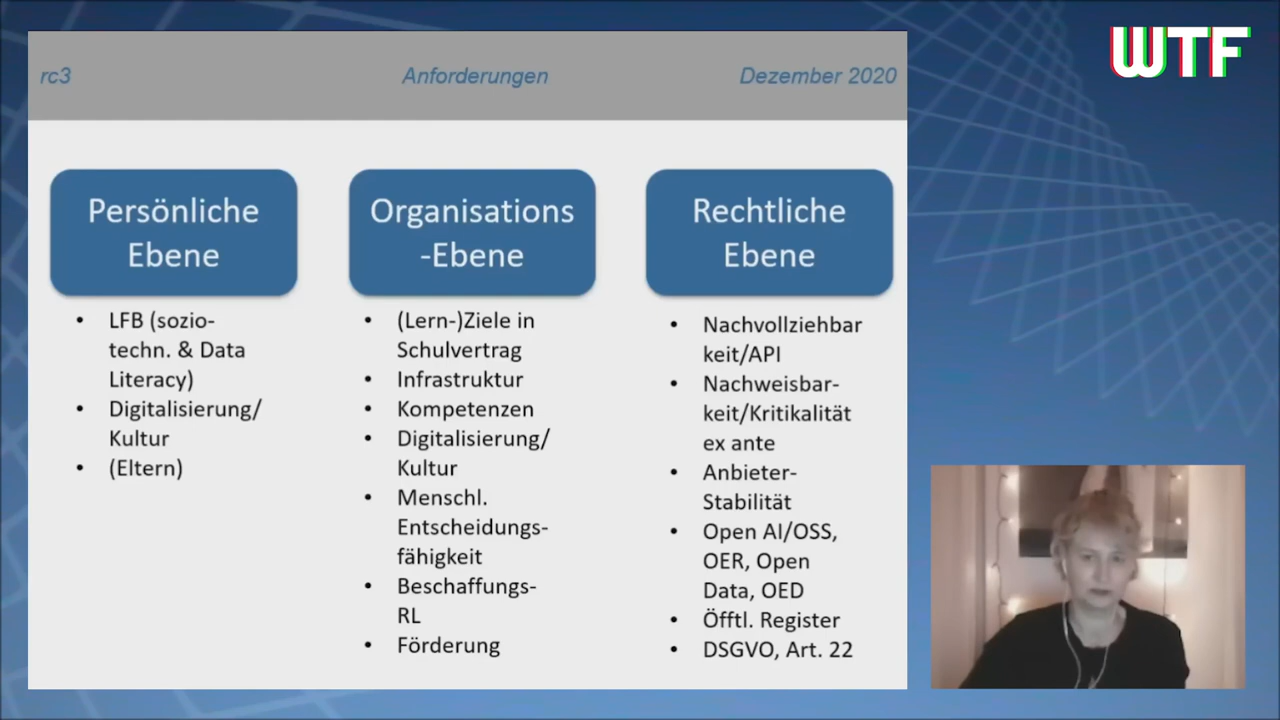 rc3 Anforderungen Dezember 2020
WTF
Persönliche
Ebene
LFB (sozio-
techn. & Data
Literacy)
Digitalisierung/
Kultur
(Eltern)
Organisations
-Ebene
(Lern-)Ziele in
Schulvertrag
Infrastruktur
Kompetenzen
Digitalisierung/
Kultur
Menschl.
Entscheidungs-
fähigkeit
Beschaffungs-
RL
Förderung
Rechtliche
Ebene
Nachvollziehbar
keit/API
Nachweisbar-
keit/Kritikalität
ex ante
Anbieter-
Stabilität
Open AI/OSS,
OER, Open
Data, OED
Öfftl. Register
DSGVO, Art. 22